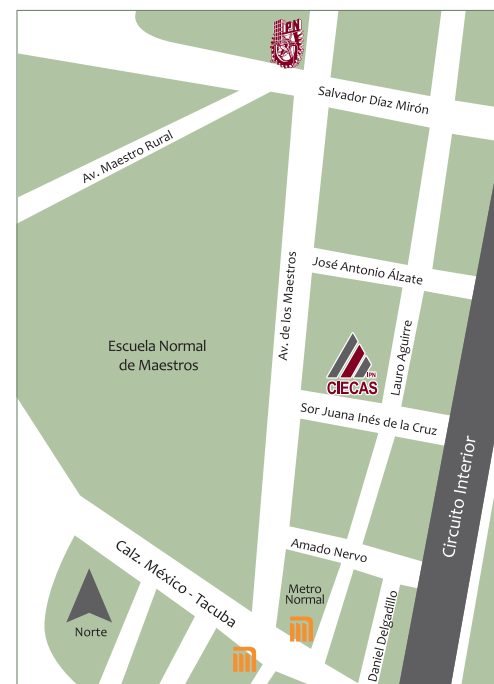 IPN
Salvador Díaz Mirón
Av. Maestro Rural
José Antonio Álzate
Av. de los Maestros
Escuela Normal
de Maestros
Lauro Aguirre
IPN
CIECAS
Sor Juana Inés de la Cruz
Circuito Interior
Amado Nervo
Calz. México - Tacuba
Metro
Normal
Daniel Delgadillo
Norte